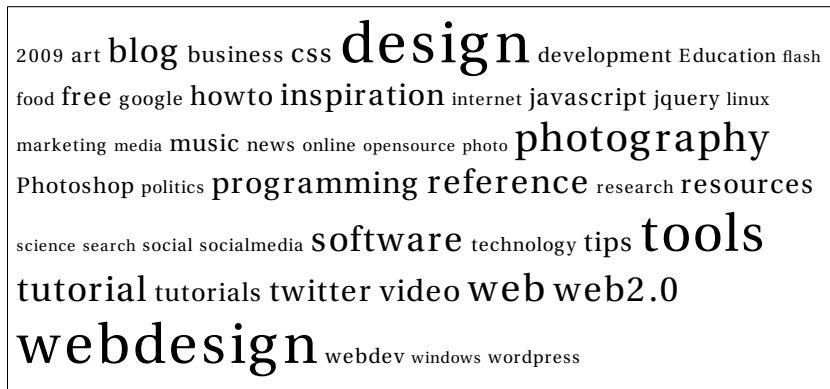 2009 art blog business css design development Education flash
food free google howto inspiration internet javascript jquery linux
marketing media music news online opensource photo photography
Photoshop politics programming reference research resources
science search social socialmedia software technology tips tools
tutorial tutorials twitter video web web2.0
webdesign webdev windows wordpress